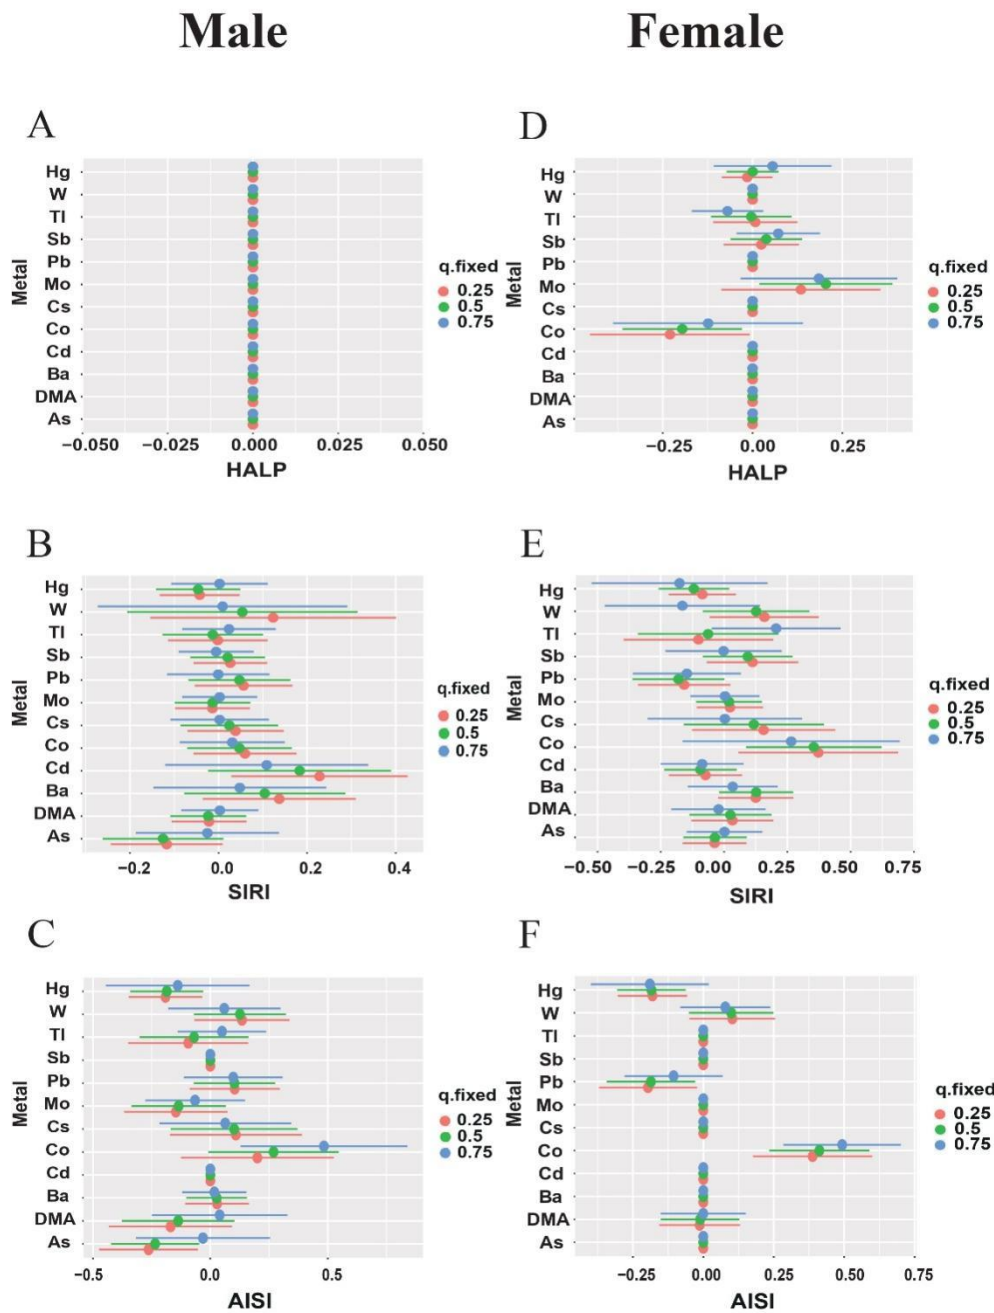 Male
Female
A
Metal
Hg
W
Tl
Sb
Pb
Mo
Cs
Co
Cd
Ba
DMA
As
−0.050 −0.025 0.000 0.025 0.050
HALP
q.fixed
0.25
0.5
0.75
D
Metal
Hg
W
Tl
Sb
Pb
Mo
Cs
Co
Cd
Ba
DMA
As
−0.25 0.00 0.25
HALP
q.fixed
0.25
0.5
0.75
B
Metal
Hg
W
Tl
Sb
Pb
Mo
Cs
Co
Cd
Ba
DMA
As
−0.2 0.0 0.2 0.4
SIRI
q.fixed
0.25
0.5
0.75
E
Metal
Hg
W
Tl
Sb
Pb
Mo
Cs
Co
Cd
Ba
DMA
As
−0.50 −0.25 0.00 0.25 0.50 0.75
SIRI
q.fixed
0.25
0.5
0.75
C
Metal
Hg
W
Tl
Sb
Pb
Mo
Cs
Co
Cd
Ba
DMA
As
−0.5 0.0 0.5
AISI
q.fixed
0.25
0.5
0.75
F
Metal
Hg
W
Tl
Sb
Pb
Mo
Cs
Co
Cd
Ba
DMA
As
−0.25 0.00 0.25 0.50 0.75
AISI
q.fixed
0.25
0.5
0.75